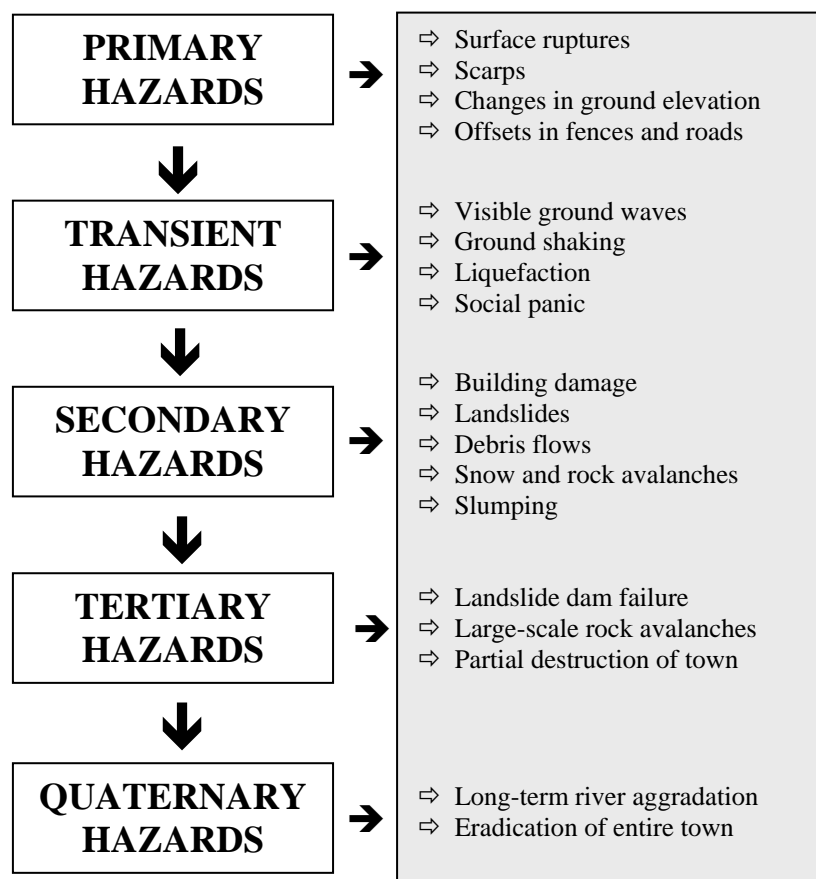 PRIMARY
HAZARDS
⇨ Surface ruptures
⇨ Scarps
⇨ Changes in ground elevation
⇨ Offsets in fences and roads
TRANSIENT
HAZARDS
⇨ Visible ground waves
⇨ Ground shaking
⇨ Liquefaction
⇨ Social panic
SECONDARY
HAZARDS
⇨ Building damage
⇨ Landslides
⇨ Debris flows
⇨ Snow and rock avalanches
⇨ Slumping
TERTIARY
HAZARDS
⇨ Landslide dam failure
⇨ Large-scale rock avalanches
⇨ Partial destruction of town
QUATERNARY
HAZARDS
⇨ Long-term river aggradation
⇨ Eradication of entire town